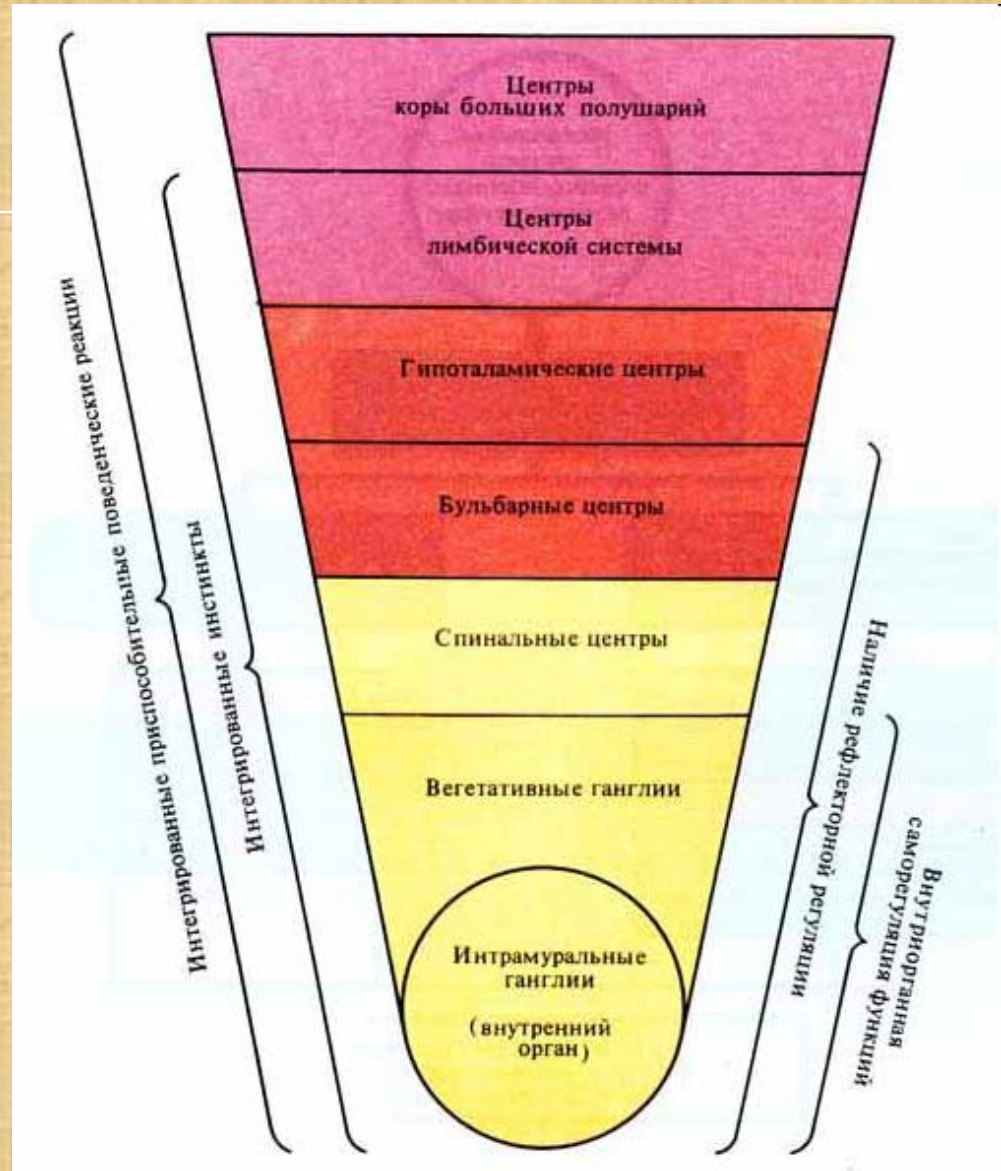 Центры
коры больших полушарий
Центры
лимбической системы
Гипоталамические центры
Бульбарные центры
Спинальные центры
Вегетативные ганглии
Интрамуральные
ганглии
(внутренний
орган)
Интегрированные приспособительные поведенческие реакции
Интегрированные инстинкты
Наличие рефлекторной регуляции
Внутриорганная
саморегуляция функций